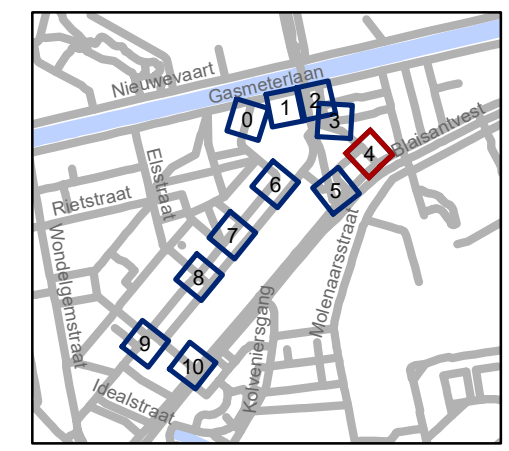 Nieuwevaart
Gasmeterlaan
0
1
2
3
4
Blaisantvest
Elsstraat
5
6
Rietstraat
7
Wondelgemstraat
Molenaarsstraat
8
Kolveniersgang
9
10
Idealstraat